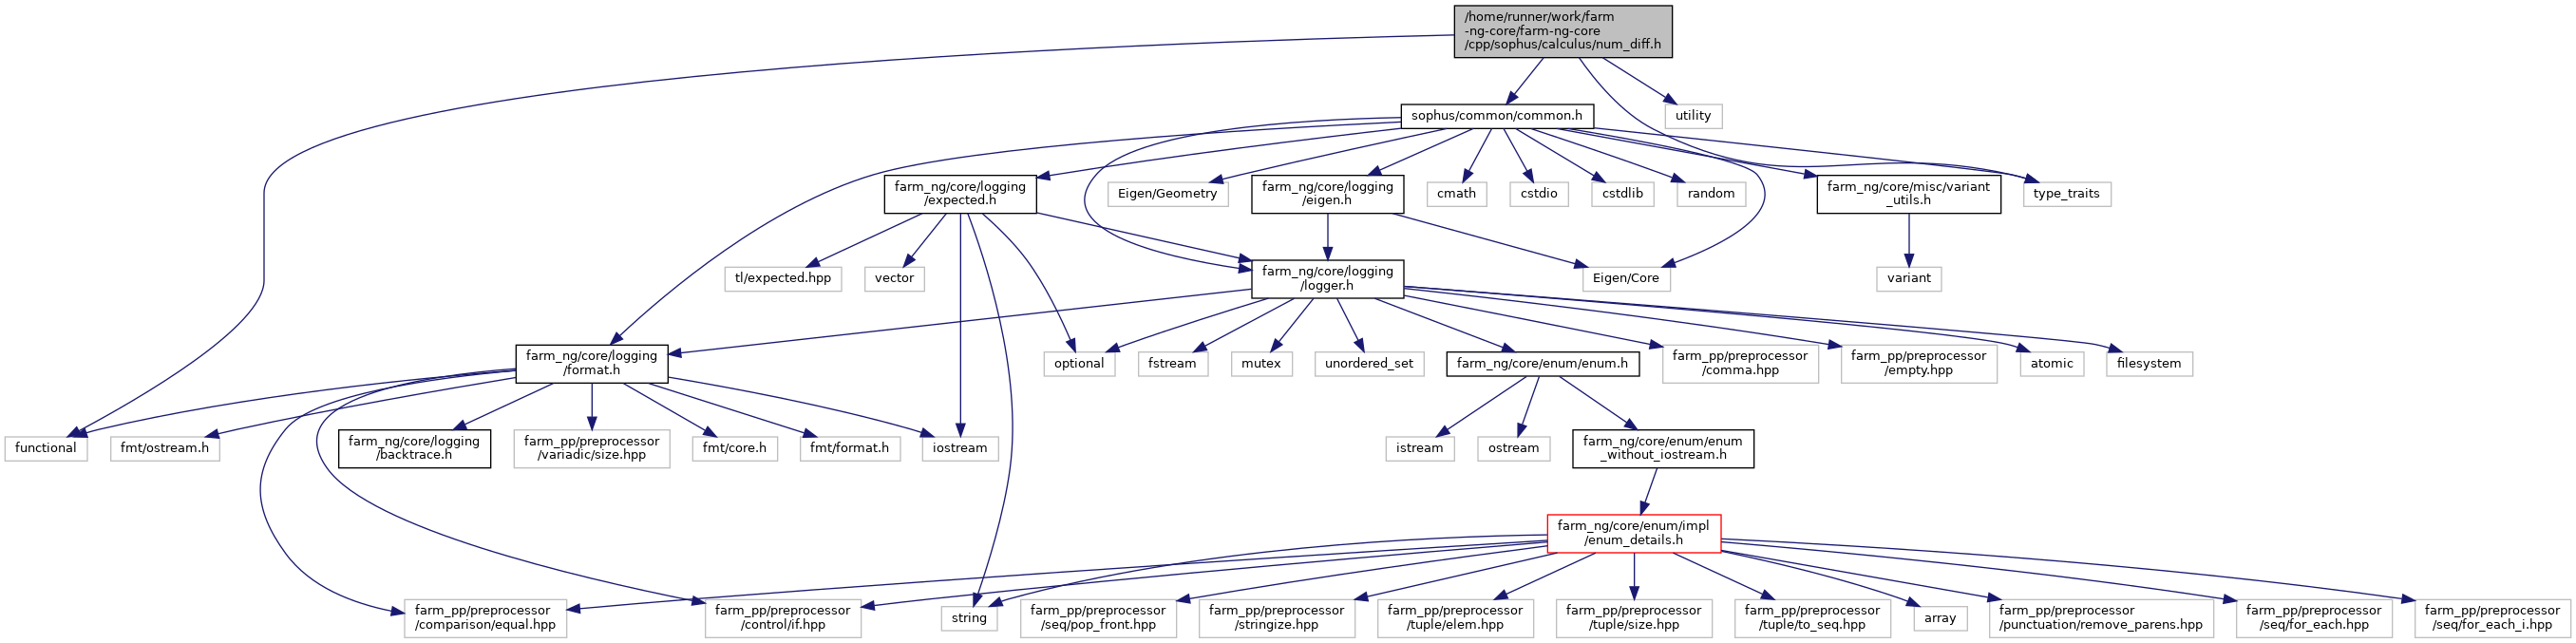 /home/runner/work/farm
-ng-core/farm-ng-core
/cpp/sophus/calculus/num_diff.h
sophus/common/common.h
utility
farm_ng/core/logging
/expected.h
Eigen/Geometry
farm_ng/core/logging
/eigen.h
cmath
cstdio
cstdlib
random
farm_ng/core/misc/variant
_utils.h
type_traits
tl/expected.hpp
vector
farm_ng/core/logging
/logger.h
Eigen/Core
variant
farm_ng/core/logging
/format.h
optional
fstream
mutex
unordered_set
farm_ng/core/enum/enum.h
farm_pp/preprocessor
/comma.hpp
farm_pp/preprocessor
/empty.hpp
atomic
filesystem
functional
fmt/ostream.h
farm_ng/core/logging
/backtrace.h
farm_pp/preprocessor
/variadic/size.hpp
fmt/core.h
fmt/format.h
iostream
istream
ostream
farm_ng/core/enum/enum
_without_iostream.h
farm_ng/core/enum/impl
/enum_details.h
farm_pp/preprocessor
/comparison/equal.hpp
farm_pp/preprocessor
/control/if.hpp
string
farm_pp/preprocessor
/seq/pop_front.hpp
farm_pp/preprocessor
/stringize.hpp
farm_pp/preprocessor
/tuple/elem.hpp
farm_pp/preprocessor
/tuple/size.hpp
farm_pp/preprocessor
/tuple/to_seq.hpp
array
farm_pp/preprocessor
/punctuation/remove_parens.hpp
farm_pp/preprocessor
/seq/for_each.hpp
farm_pp/preprocessor
/seq/for_each_i.hpp